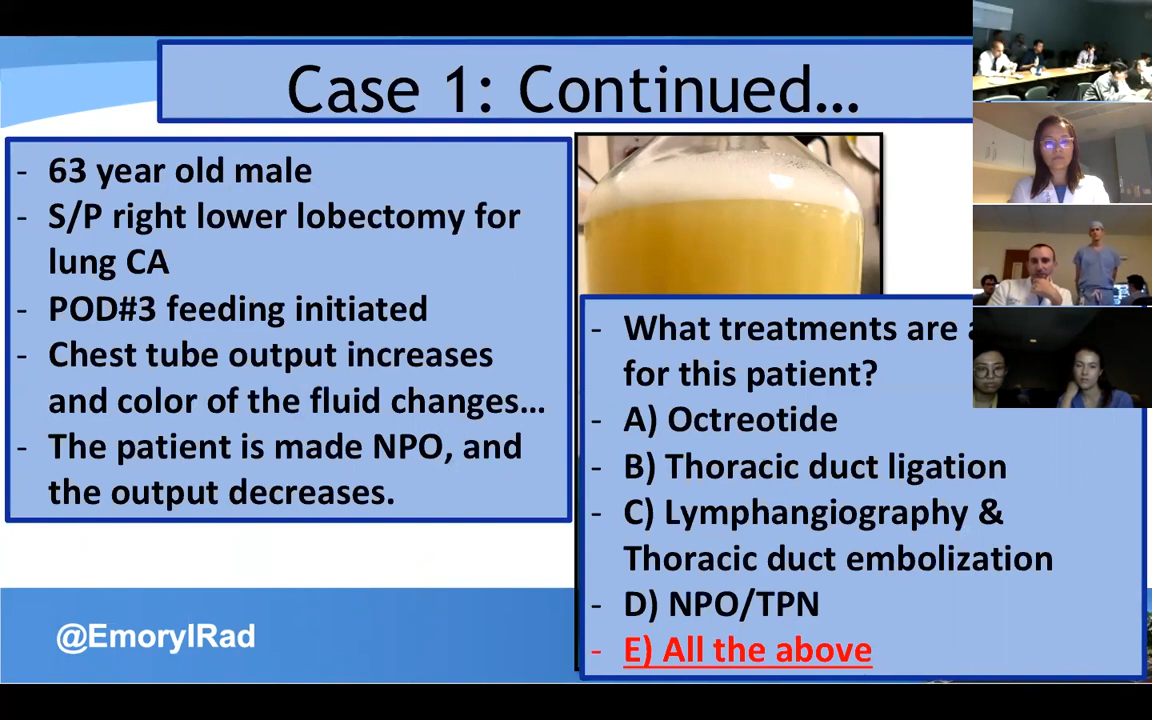 Case 1: Continued…
- 63 year old male
- S/P right lower lobectomy for
lung CA
- POD#3 feeding initiated
- Chest tube output increases
and color of the fluid changes…
- The patient is made NPO, and
the output decreases.
- What treatments are
for this patient?
- A) Octreotide
- B) Thoracic duct ligation
- C) Lymphangiography &
Thoracic duct embolization
- D) NPO/TPN
- E) All the above
@EmoryIRad